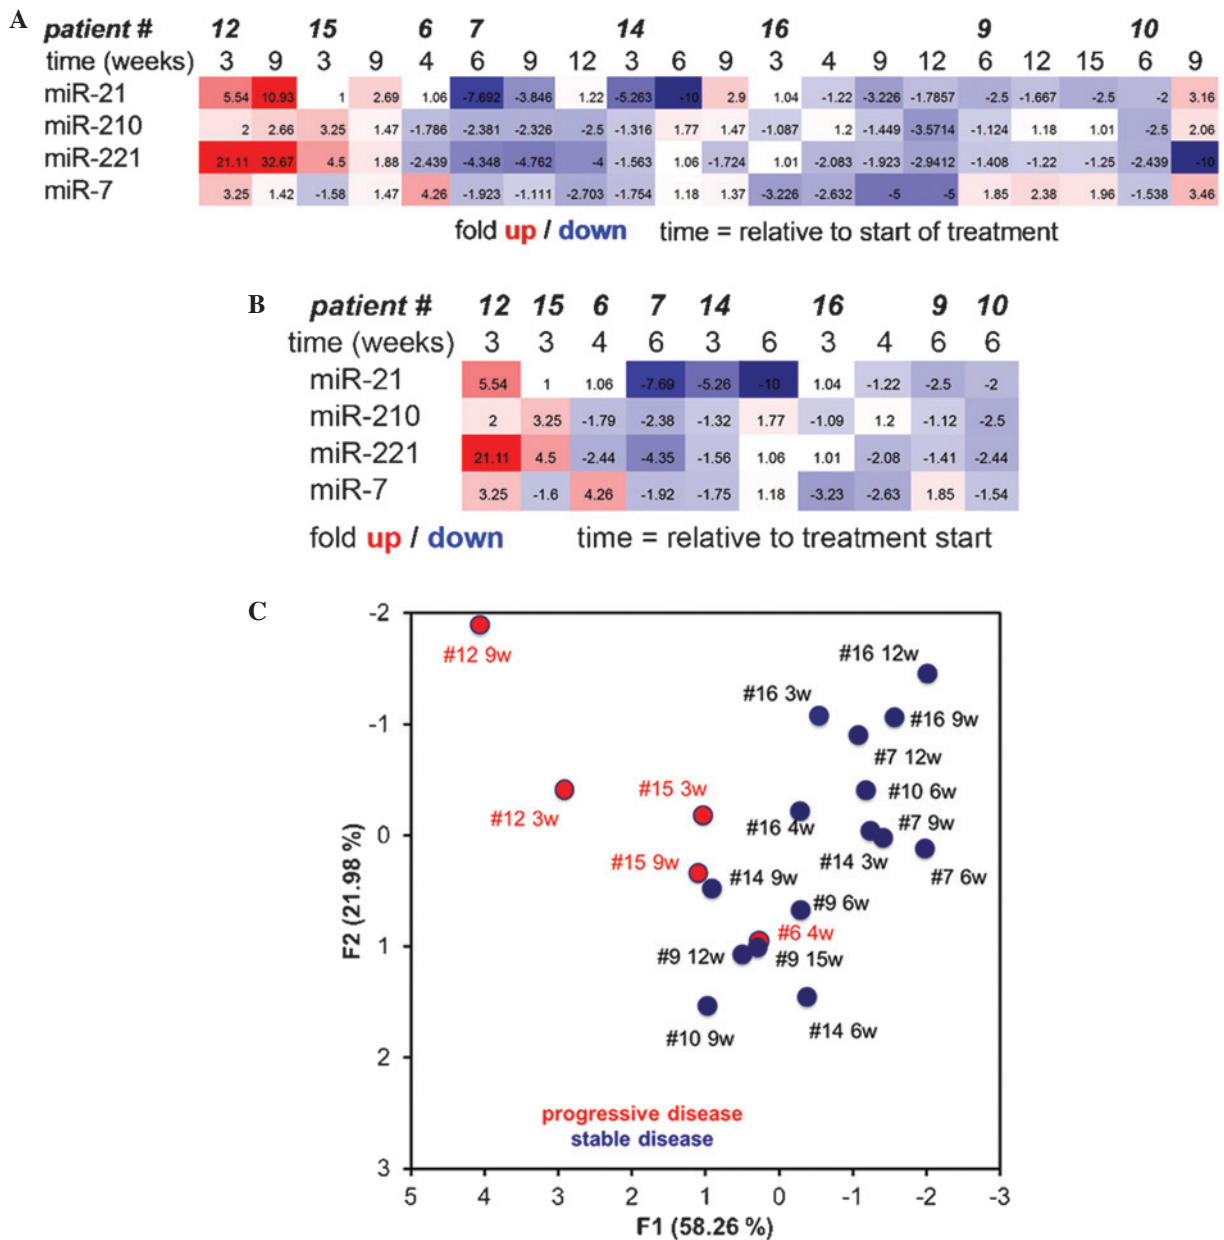 A
patient # 12 15 6 7 14 16 9 10
time (weeks) 3 9 3 9 4 6 9 12 3 6 9 3 4 9 12 6 12 15 6 9
miR-21 5.54 10.93 1 2.69 1.06 -7.692 -3.846 1.22 -5.263 -10 2.9 1.04 -1.22 -3.226 -1.7857 -2.5 -1.667 -2.5 -2 3.16
miR-210 2 2.66 3.25 1.47 -1.786 -2.381 -2.326 -2.5 -1.316 1.77 1.47 -1.087 1.2 -1.449 -3.5714 -1.124 1.18 1.01 -2.5 2.06
miR-221 21.11 32.67 4.5 1.88 -2.439 -4.348 -4.762 -4 -1.563 1.06 -1.724 1.01 -2.083 -1.923 -2.9412 -1.408 -1.22 -1.25 -2.439 -10
miR-7 3.25 1.42 -1.58 1.47 4.26 -1.923 -1.111 -2.703 -1.754 1.18 1.37 -3.226 -2.632 -5 -5 1.85 2.38 1.96 -1.538 3.46
fold up / down time = relative to start of treatment
B
patient # 12 15 6 7 14 16 9 10
time (weeks) 3 3 4 6 3 6 3 4 6 6
miR-21 5.54 1 1.06 -7.69 -5.26 -10 1.04 -1.22 -2.5 -2
miR-210 2 3.25 -1.79 -2.38 -1.32 1.77 -1.09 1.2 -1.12 -2.5
miR-221 21.11 4.5 -2.44 -4.35 -1.56 1.06 1.01 -2.08 -1.41 -2.44
miR-7 3.25 -1.6 4.26 -1.92 -1.75 1.18 -3.23 -2.63 1.85 -1.54
fold up / down time = relative to treatment start
C
-2
#12 9w
#16 12w
#16 3w
-1
#16 9w
#7 12w
#15 3w
#10 6w
#12 3w
#16 4w
#7 9w
0
#15 9w
#14 9w
#14 3w
#7 6w
#9 6w
#6 4w
1
#9 12w
#9 15w
#10 9w
#14 6w
2
progressive disease
stable disease
3
F2 (21.98 %)
5 4 3 2 1 0 -1 -2 -3
F1 (58.26 %)